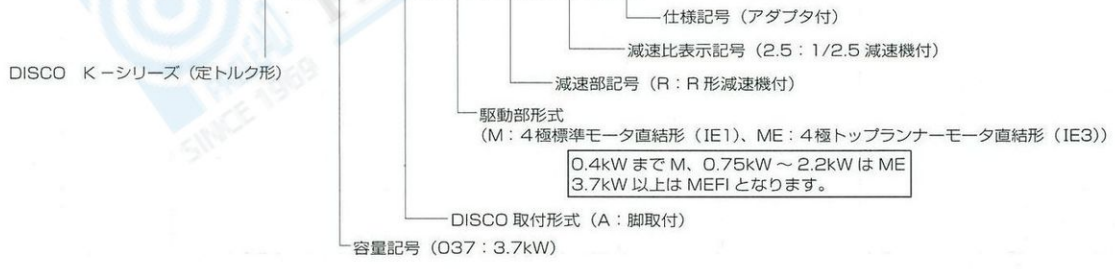 仕様記号（アダプタ付）
減速比表示記号（2.5：1/2.5 減速機付）
DISCO K－シリーズ（定トルク形）
減速部記号（R：R 形減速機付）
駆動部形式
（M：4極標準モータ直結形（IE1）、ME：4極トップランナーモータ直結形（IE3））
0.4kW まで M、0.75kW ～ 2.2kW は ME
3.7kW 以上は MEFI となります。
DISCO 取付形式（A：脚取付）
容量記号（037：3.7kW）
SINCE 1959